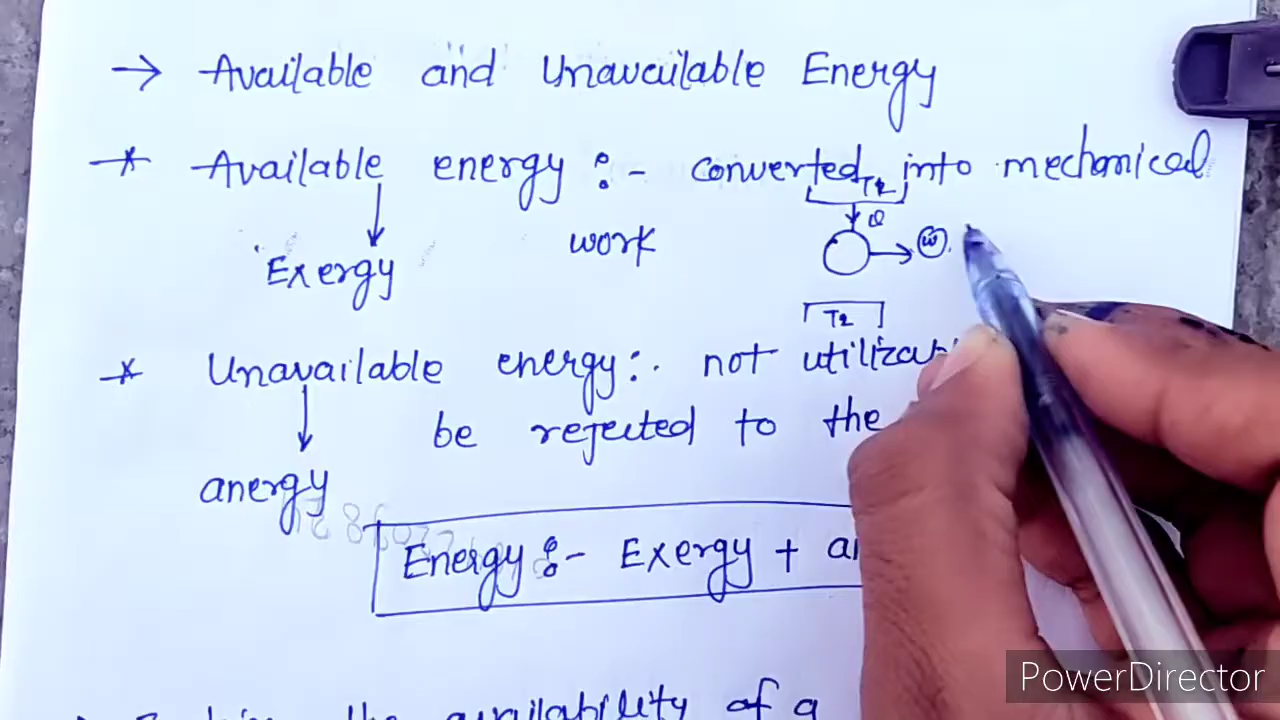 → Available and Unavailable Energy
* Available energy :- converted into mechanical
work
T1
Q
W
Exergy
T2
* Unavailable energy :- not
be rejected to the
anergy
Energy :- Exergy +
the availability of a
PowerDirector